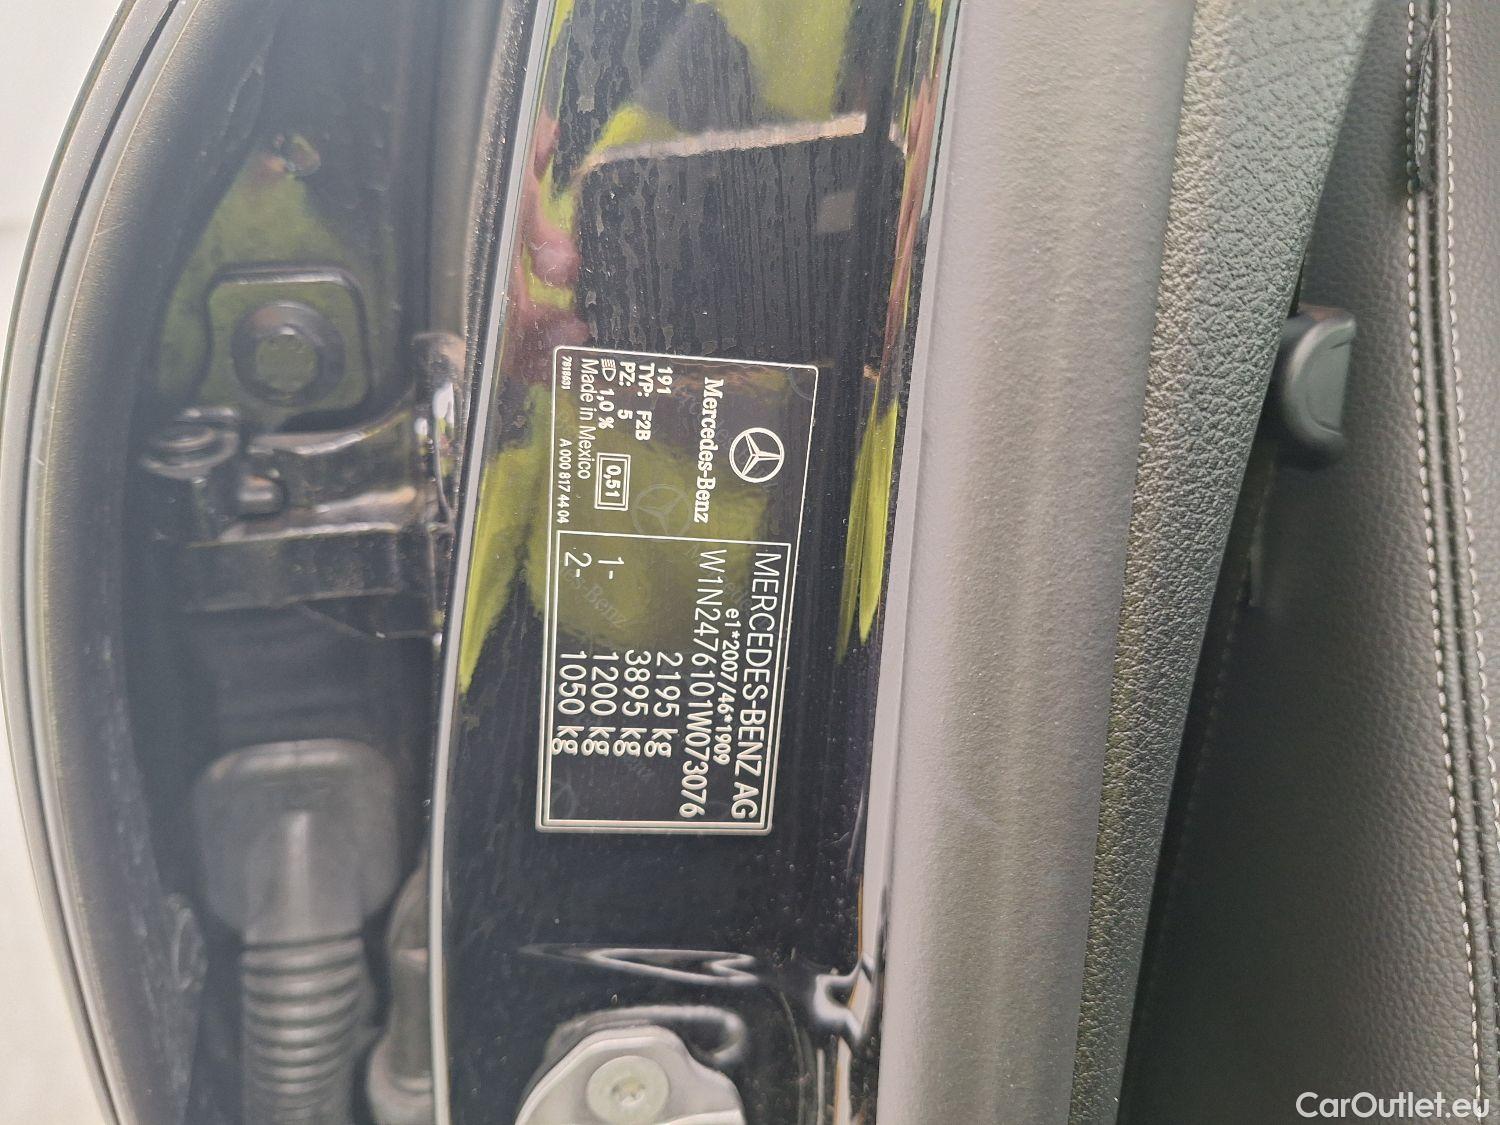 Mercedes-Benz
191
TYP: F2B
PZ: 5
1,0 %
0,51
Made in Mexico
7818631
A 000 817 44 04
MERCEDES-BENZ AG
e1*2007/46*1909
W1N2476101W073076
2195 kg
3895 kg
1- 1200 kg
2- 1050 kg
CarOutlet.eu